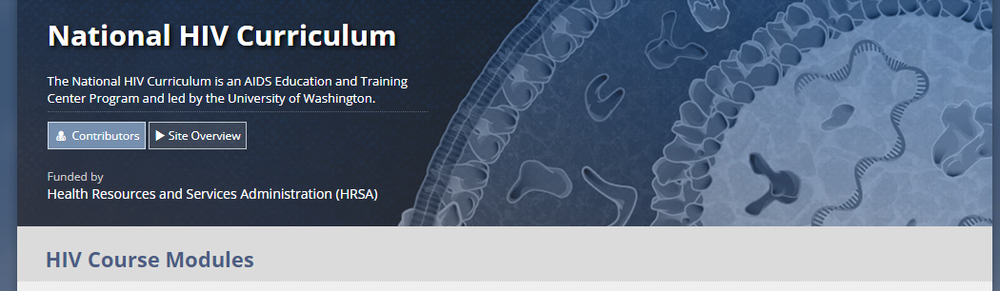 National HIV Curriculum
The National HIV Curriculum is an AIDS Education and Training
Center Program and led by the University of Washington.
Contributors
Site Overview
Funded by
Health Resources and Services Administration (HRSA)
HIV Course Modules